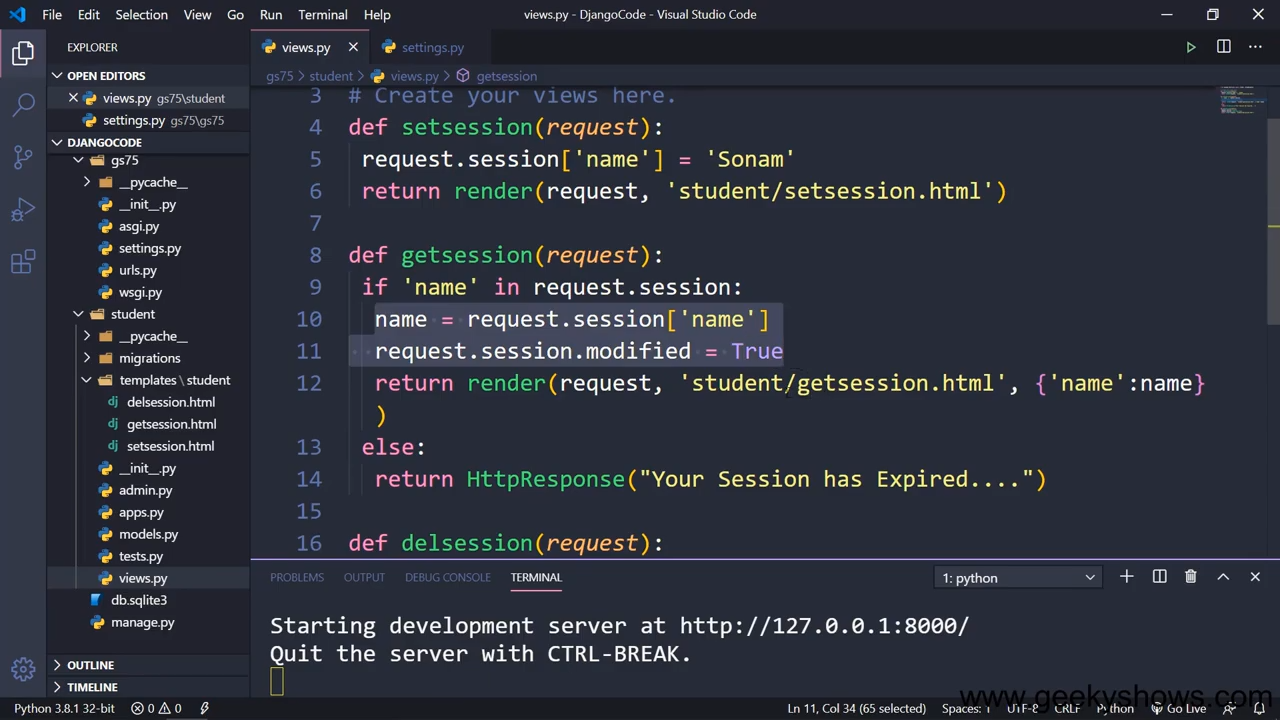 File Edit Selection View Go Run Terminal Help views.py - DjangoCode - Visual Studio Code
EXPLORER
OPEN EDITORS
views.py gs75\student
settings.py gs75\gs75
DJANGOCODE
gs75
__pycache__
__init__.py
asgi.py
settings.py
urls.py
wsgi.py
student
__pycache__
migrations
templates \ student
delsession.html
getsession.html
setsession.html
__init__.py
admin.py
apps.py
models.py
tests.py
views.py
db.sqlite3
manage.py
OUTLINE
TIMELINE
views.py settings.py
gs75 > student > views.py > getsession
3 # Create your views here.
4 def setsession(request):
5 request.session['name'] = 'Sonam'
6 return render(request, 'student/setsession.html')
7
8 def getsession(request):
9 if 'name' in request.session:
10 name = request.session['name']
11 request.session.modified = True
12 return render(request, 'student/getsession.html', {'name':name}
)
13 else:
14 return HttpResponse("Your Session has Expired....")
15
16 def delsession(request):
PROBLEMS OUTPUT DEBUG CONSOLE TERMINAL 1: python
Starting development server at http://127.0.0.1:8000/
Quit the server with CTRL-BREAK.
www.geekyshows.com
Python 3.8.1 32-bit 0 0 Ln 11, Col 34 (65 selected) Spaces: 1 UTF-8 CRLF Python Go Live